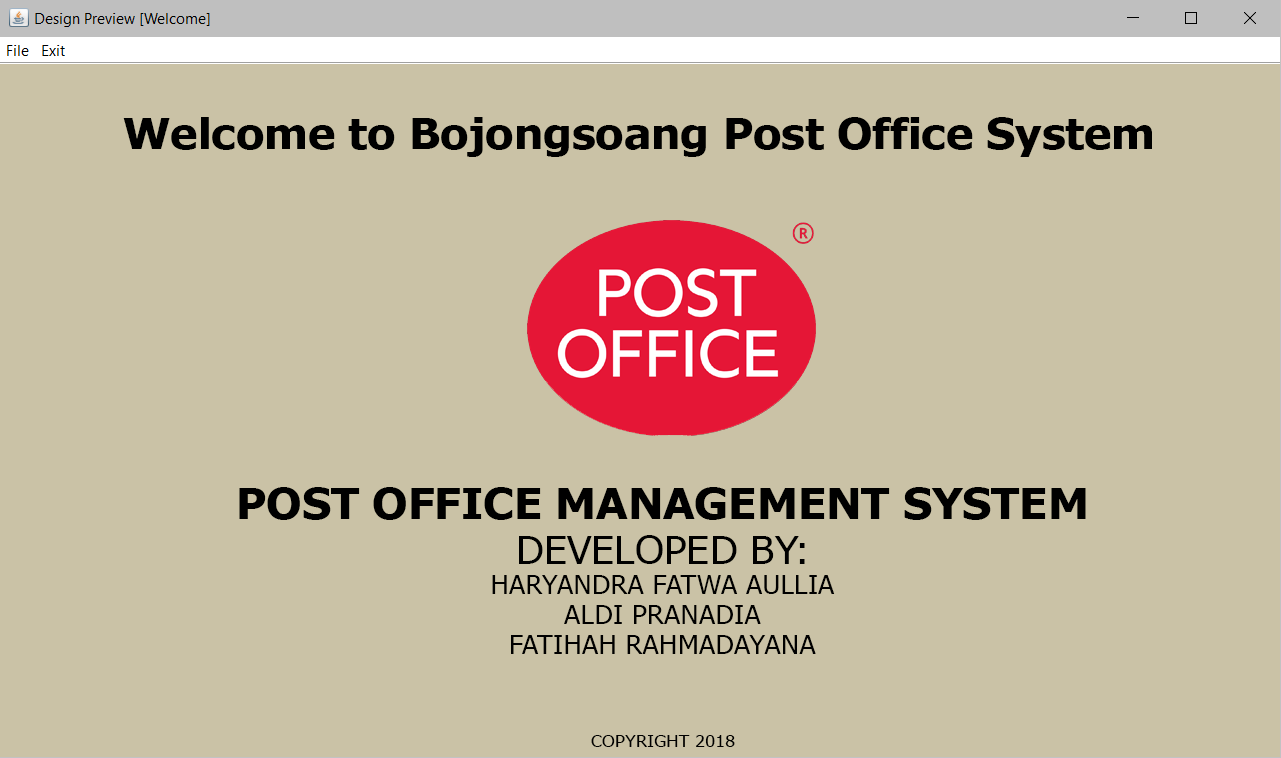 Design Preview [Welcome]
File Exit
Welcome to Bojongsoang Post Office System
®
POST
OFFICE
POST OFFICE MANAGEMENT SYSTEM
DEVELOPED BY:
HARYANDRA FATWA AULLIA
ALDI PRANADIA
FATIHAH RAHMADAYANA
COPYRIGHT 2018